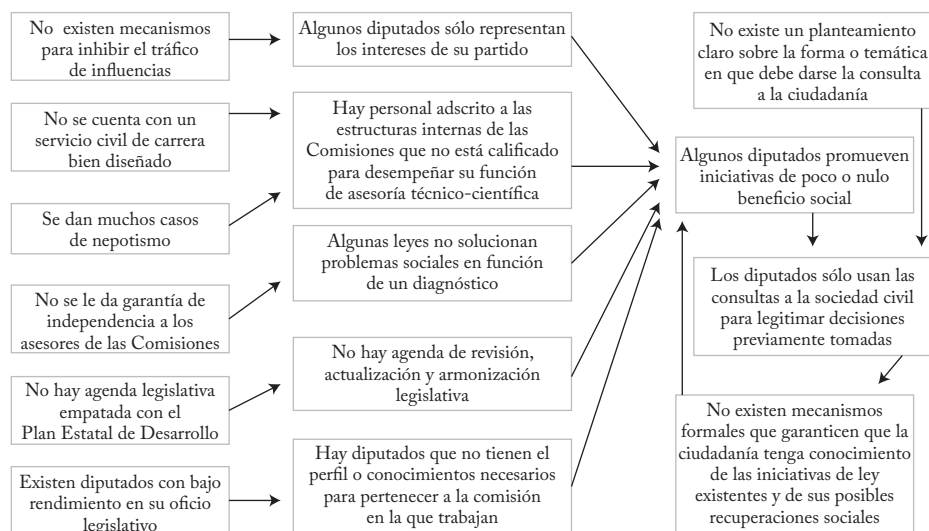 No existen mecanismos
para inhibir el tráfico
de influencias
No se cuenta con un
servicio civil de carrera
bien diseñado
Se dan muchos casos
de nepotismo
No se le da garantía de
independencia a los
asesores de las Comisiones
No hay agenda legislativa
empatada con el
Plan Estatal de Desarrollo
Existen diputados con bajo
rendimiento en su oficio
legislativo
Algunos diputados sólo representan
los intereses de su partido
Hay personal adscrito a las
estructuras internas de las
Comisiones que no está calificado
para desempeñar su función
de asesoría técnico-científica
Algunas leyes no solucionan
problemas sociales en función
de un diagnóstico
No hay agenda de revisión,
actualización y armonización
legislativa
Hay diputados que no tienen el
perfil o conocimientos necesarios
para pertenecer a la comisión
en la que trabajan
No existe un planteamiento
claro sobre la forma o temática
en que debe darse la consulta
a la ciudadanía
Algunos diputados promueven
iniciativas de poco o nulo
beneficio social
Los diputados sólo usan las
consultas a la sociedad civil
para legitimar decisiones
previamente tomadas
No existen mecanismos
formales que garanticen que la
ciudadanía tenga conocimiento
de las iniciativas de ley
existentes y de sus posibles
recuperaciones sociales